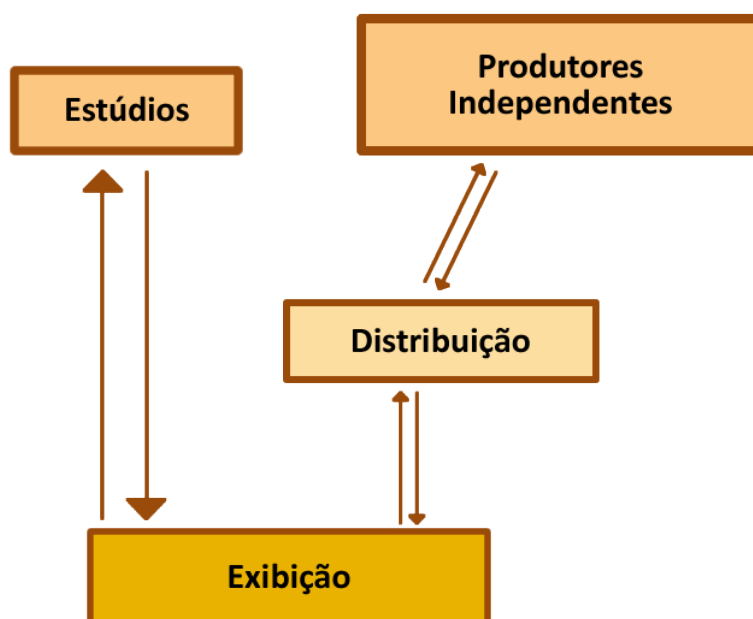 Estúdios
Produtores
Independentes
Distribuição
Exibição